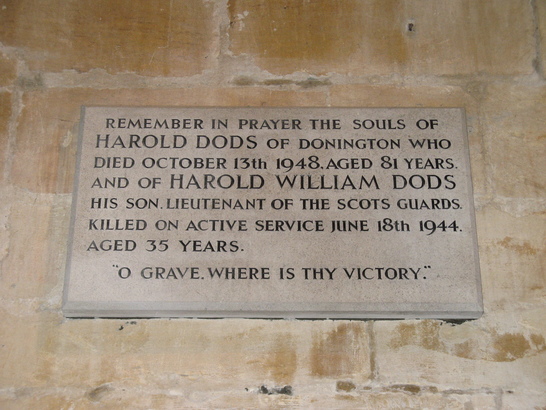 REMEMBER IN PRAYER THE SOULS OF
HAROLD DODS OF DONINGTON WHO
DIED OCTOBER 13th 1948. AGED 81 YEARS.
AND OF HAROLD WILLIAM DODS
HIS SON. LIEUTENANT OF THE SCOTS GUARDS.
KILLED ON ACTIVE SERVICE JUNE 18th 1944.
AGED 35 YEARS.
"O GRAVE. WHERE IS THY VICTORY."